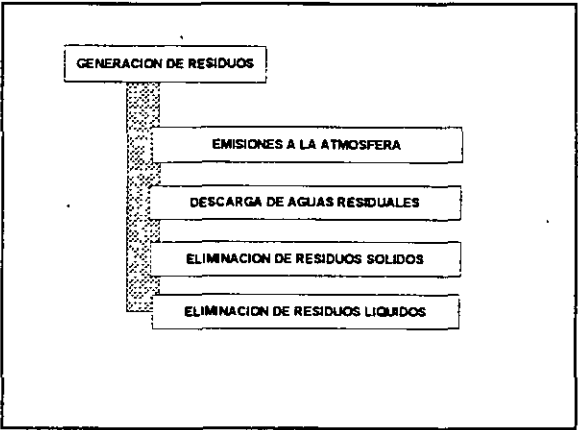 GENERACION DE RESIDUOS
EMISIONES A LA ATMOSFERA
DESCARGA DE AGUAS RESIDUALES
ELIMINACION DE RESIDUOS SOLIDOS
ELIMINACION DE RESIDUOS LIQUIDOS